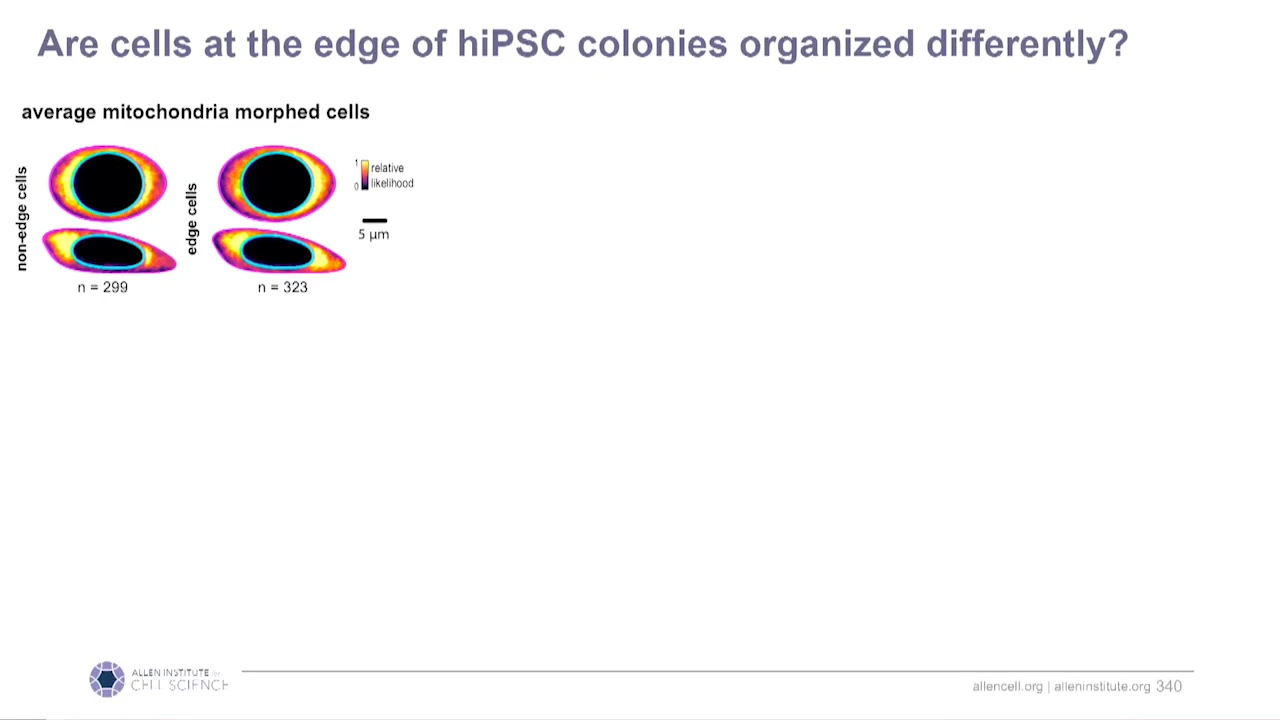 Are cells at the edge of hiPSC colonies organized differently?
average mitochondria morphed cells
non-edge cells
edge cells
1
relative
0
likelihood
5 μm
n = 299
n = 323
ALLEN INSTITUTE for
CELL SCIENCE
allencell.org | alleninstitute.org 340